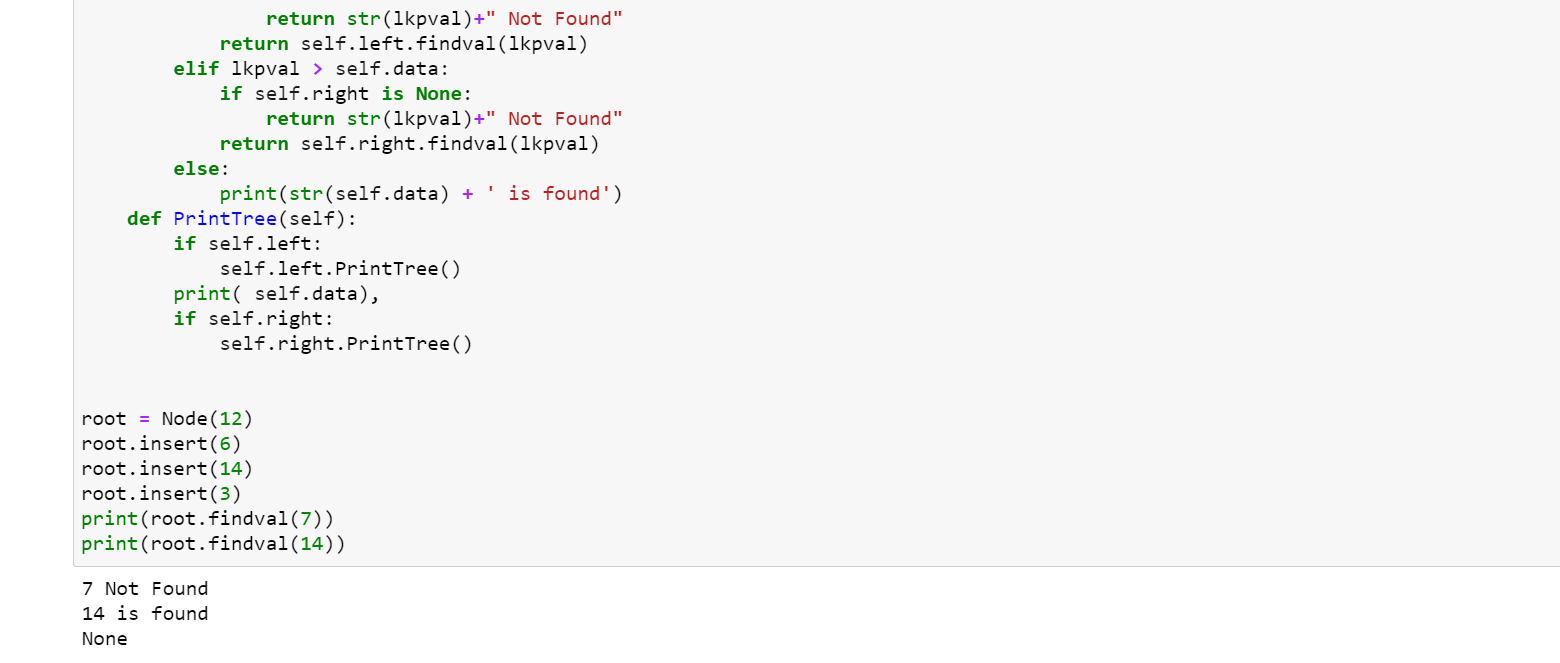 return str(lkpval)+" Not Found"
            return self.left.findval(lkpval)
        elif lkpval > self.data:
            if self.right is None:
                return str(lkpval)+" Not Found"
            return self.right.findval(lkpval)
        else:
            print(str(self.data) + ' is found')
    def PrintTree(self):
        if self.left:
            self.left.PrintTree()
        print( self.data),
        if self.right:
            self.right.PrintTree()
root = Node(12)
root.insert(6)
root.insert(14)
root.insert(3)
print(root.findval(7))
print(root.findval(14))
7 Not Found
14 is found
None